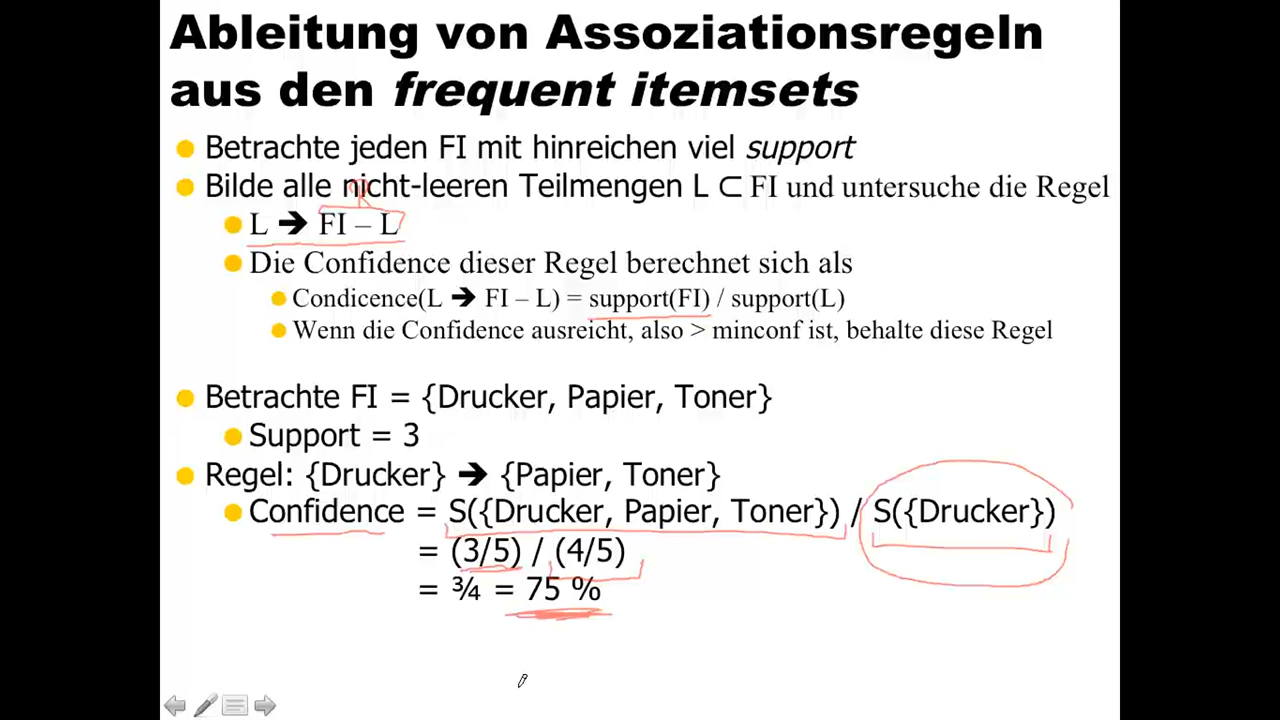 Ableitung von Assoziationsregeln
aus den frequent itemsets
Betrachte jeden FI mit hinreichen viel support
Bilde alle nicht-leeren Teilmengen L ⊂ FI und untersuche die Regel
R
L ➔ FI – L
Die Confidence dieser Regel berechnet sich als
Condicence(L ➔ FI – L) = support(FI) / support(L)
Wenn die Confidence ausreicht, also > minconf ist, behalte diese Regel
Betrachte FI = {Drucker, Papier, Toner}
Support = 3
Regel: {Drucker} ➔ {Papier, Toner}
Confidence = S({Drucker, Papier, Toner}) / S({Drucker})
= (3/5) / (4/5)
= ¾ = 75 %